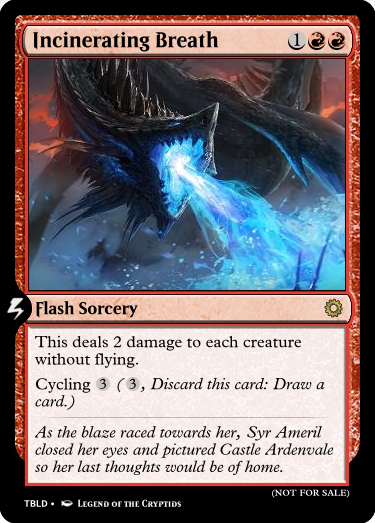 Incinerating Breath 1
Flash Sorcery
This deals 2 damage to each creature
without flying.
Cycling 3 (3, Discard this card: Draw a
card.)
As the blaze raced towards her, Syr Ameril
closed her eyes and pictured Castle Ardenvale
so her last thoughts would be of home.
(NOT FOR SALE)
TBLD • LEGEND OF THE CRYPTIDS